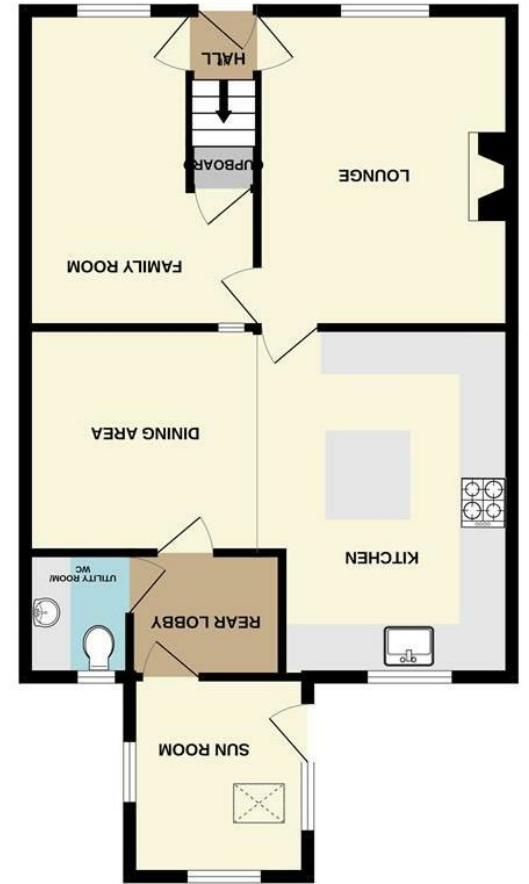 SUN ROOM
REAR LOBBY
UTILITY ROOM/
WC
KITCHEN
DINING AREA
FAMILY ROOM
LOUNGE
CUPBOARD
HALL